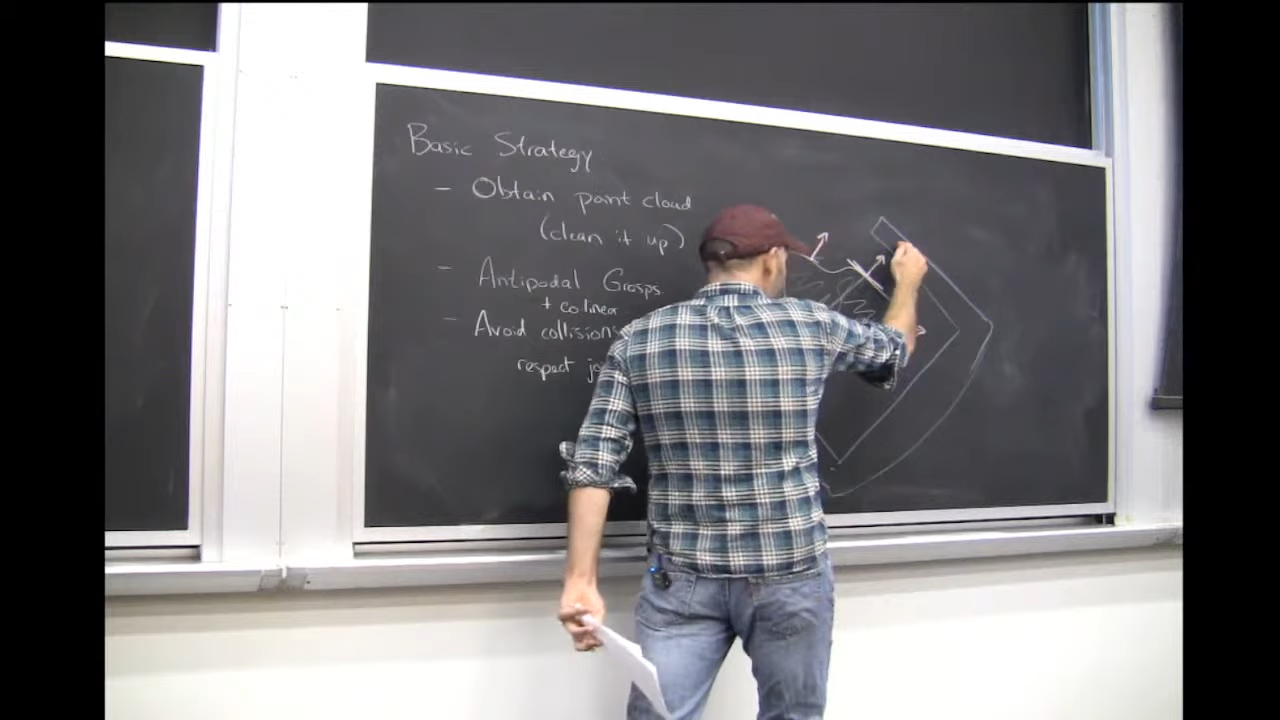 Basic Strategy
- Obtain point cloud
(clean it up)
- Antipodal Grasps
+ colinear
- Avoid collisions
respect